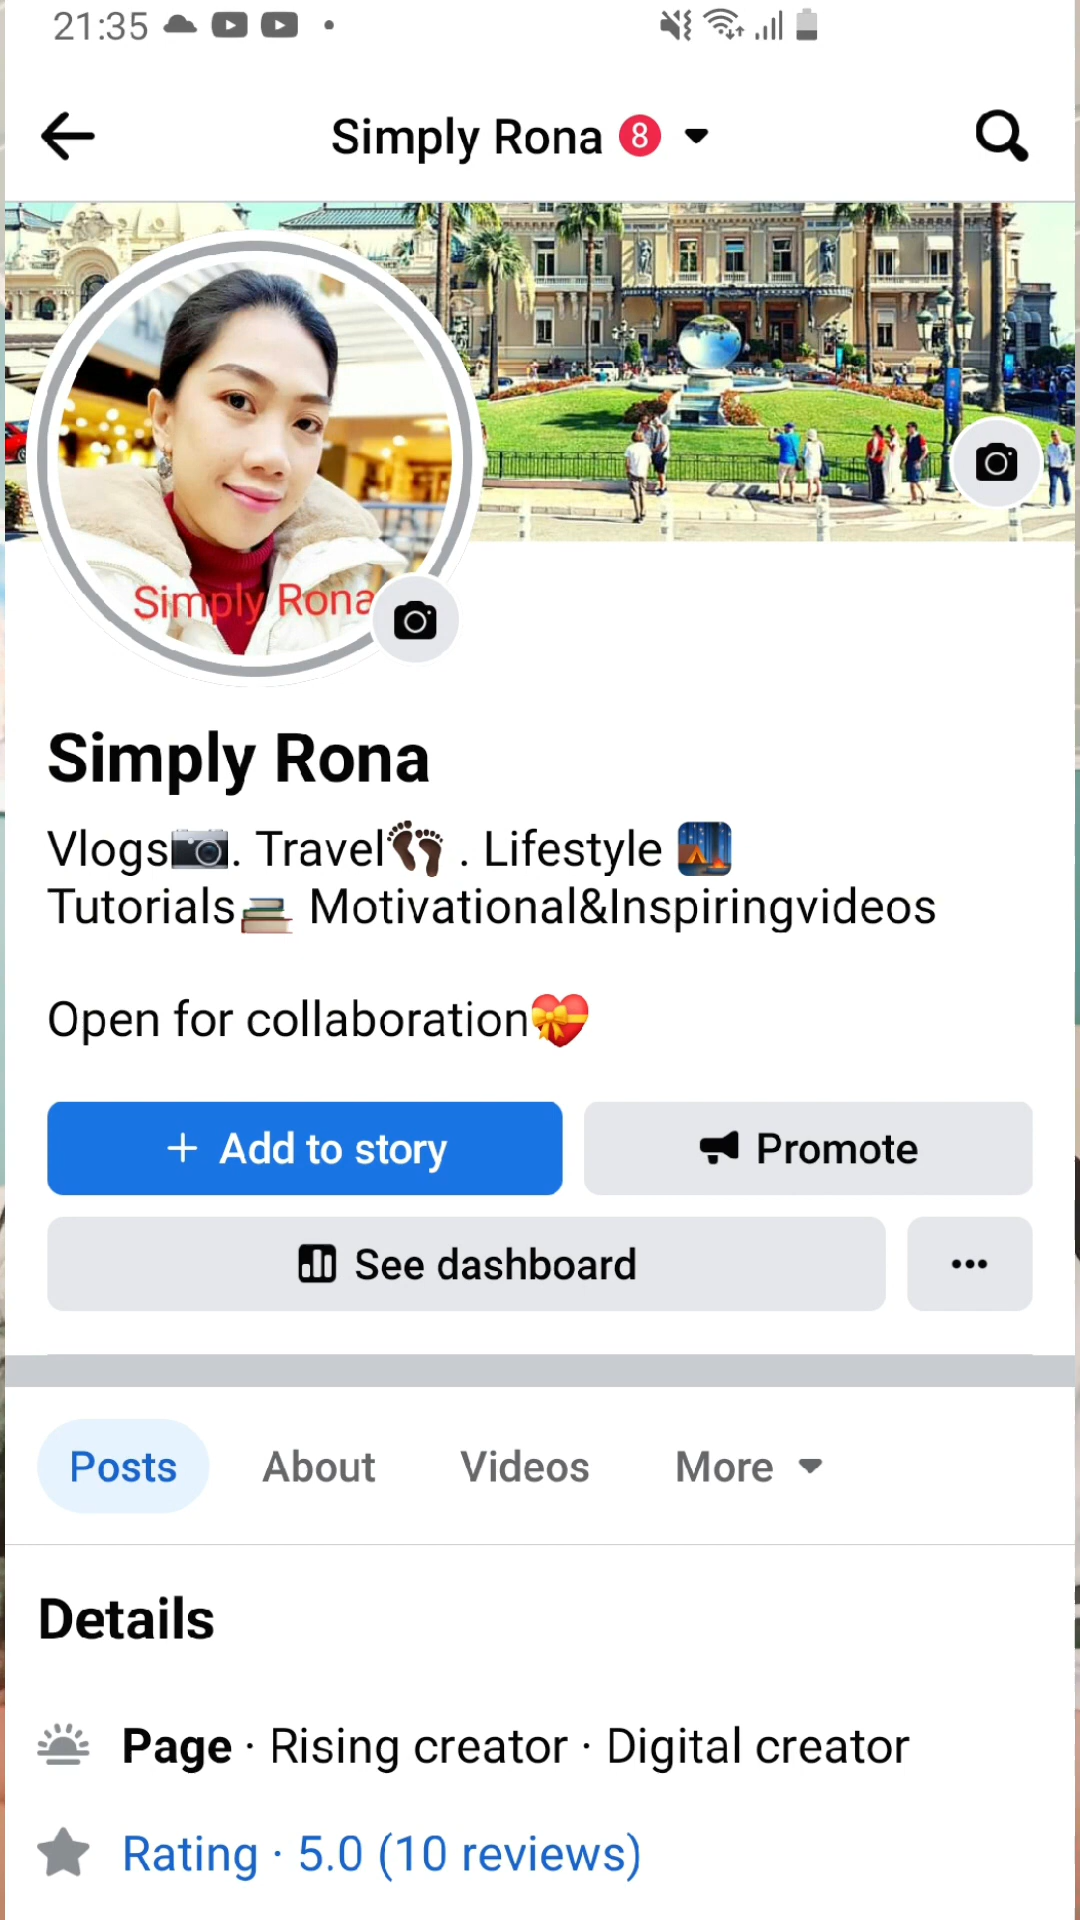 21:35
Simply Rona 8
Simply Rona
Simply Rona
Vlogs📷. Travel👣 . Lifestyle 🏕
Tutorials📚 Motivational&Inspiringvideos
Open for collaboration💝
+ Add to story
Promote
See dashboard
...
Posts About Videos More
Details
Page · Rising creator · Digital creator
Rating · 5.0 (10 reviews)